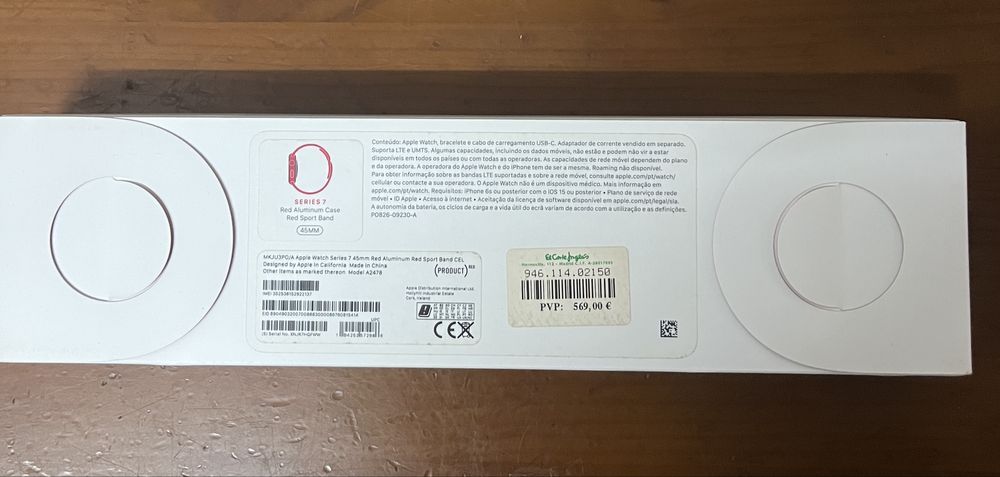 Conteúdo: Apple Watch, bracelete e cabo de carregamento USB-C. Adaptador de corrente vendido em separado.
Suporta LTE e UMTS. Algumas capacidades, incluindo os dados móveis, não estão e podem não vir a estar
disponíveis em todos os países ou com todas as operadoras. As capacidades de rede móvel dependem do plano
e da operadora. A operadora do Apple Watch e do iPhone tem de ser a mesma. Roaming não disponível.
Para obter informação sobre as bandas LTE suportadas e sobre a rede móvel, consulte apple.com/pt/watch/
cellular ou contacte a sua operadora. O Apple Watch não é um dispositivo médico. Mais informação em
apple.com/pt/watch. Requisitos: iPhone 6s ou posterior com o iOS 15 ou posterior • Plano de serviço de rede
móvel • ID Apple • Acesso à internet • Aceitação da licença de software disponível em apple.com/pt/legal/sla.
A autonomia da bateria, os ciclos de carga e a vida útil do ecrã variam de acordo com a utilização e as definições.
PO826-09230-A
SERIES 7
Red Aluminum Case
Red Sport Band
45MM
MKJU3PO/A Apple Watch Series 7 45mm Red Aluminum Red Sport Band CEL
Designed by Apple in California Made in China
Other items as marked thereon Model A2478
(PRODUCT)RED
Apple Distribution International Ltd.
Hollyhill Industrial Estate
Cork, Ireland
UPC
CE
El Corte Inglés
Hermosilla, 112 - Madrid C.I.F. A-28017895
946.114.02150
PVP: 569,00 €